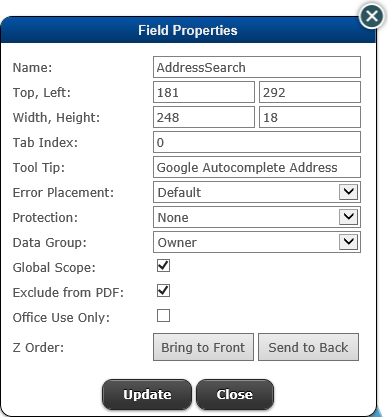 Field Properties
Name: AddressSearch
Top, Left: 181 292
Width, Height: 248 18
Tab Index: 0
Tool Tip: Google Autocomplete Address
Error Placement: Default
Protection: None
Data Group: Owner
Global Scope:
Exclude from PDF:
Office Use Only:
Z Order: Bring to Front Send to Back
Update Close